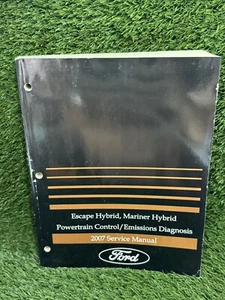 Escape Hybrid, Mariner Hybrid
Powertrain Control/Emissions Diagnosis
2007 Service Manual
Ford